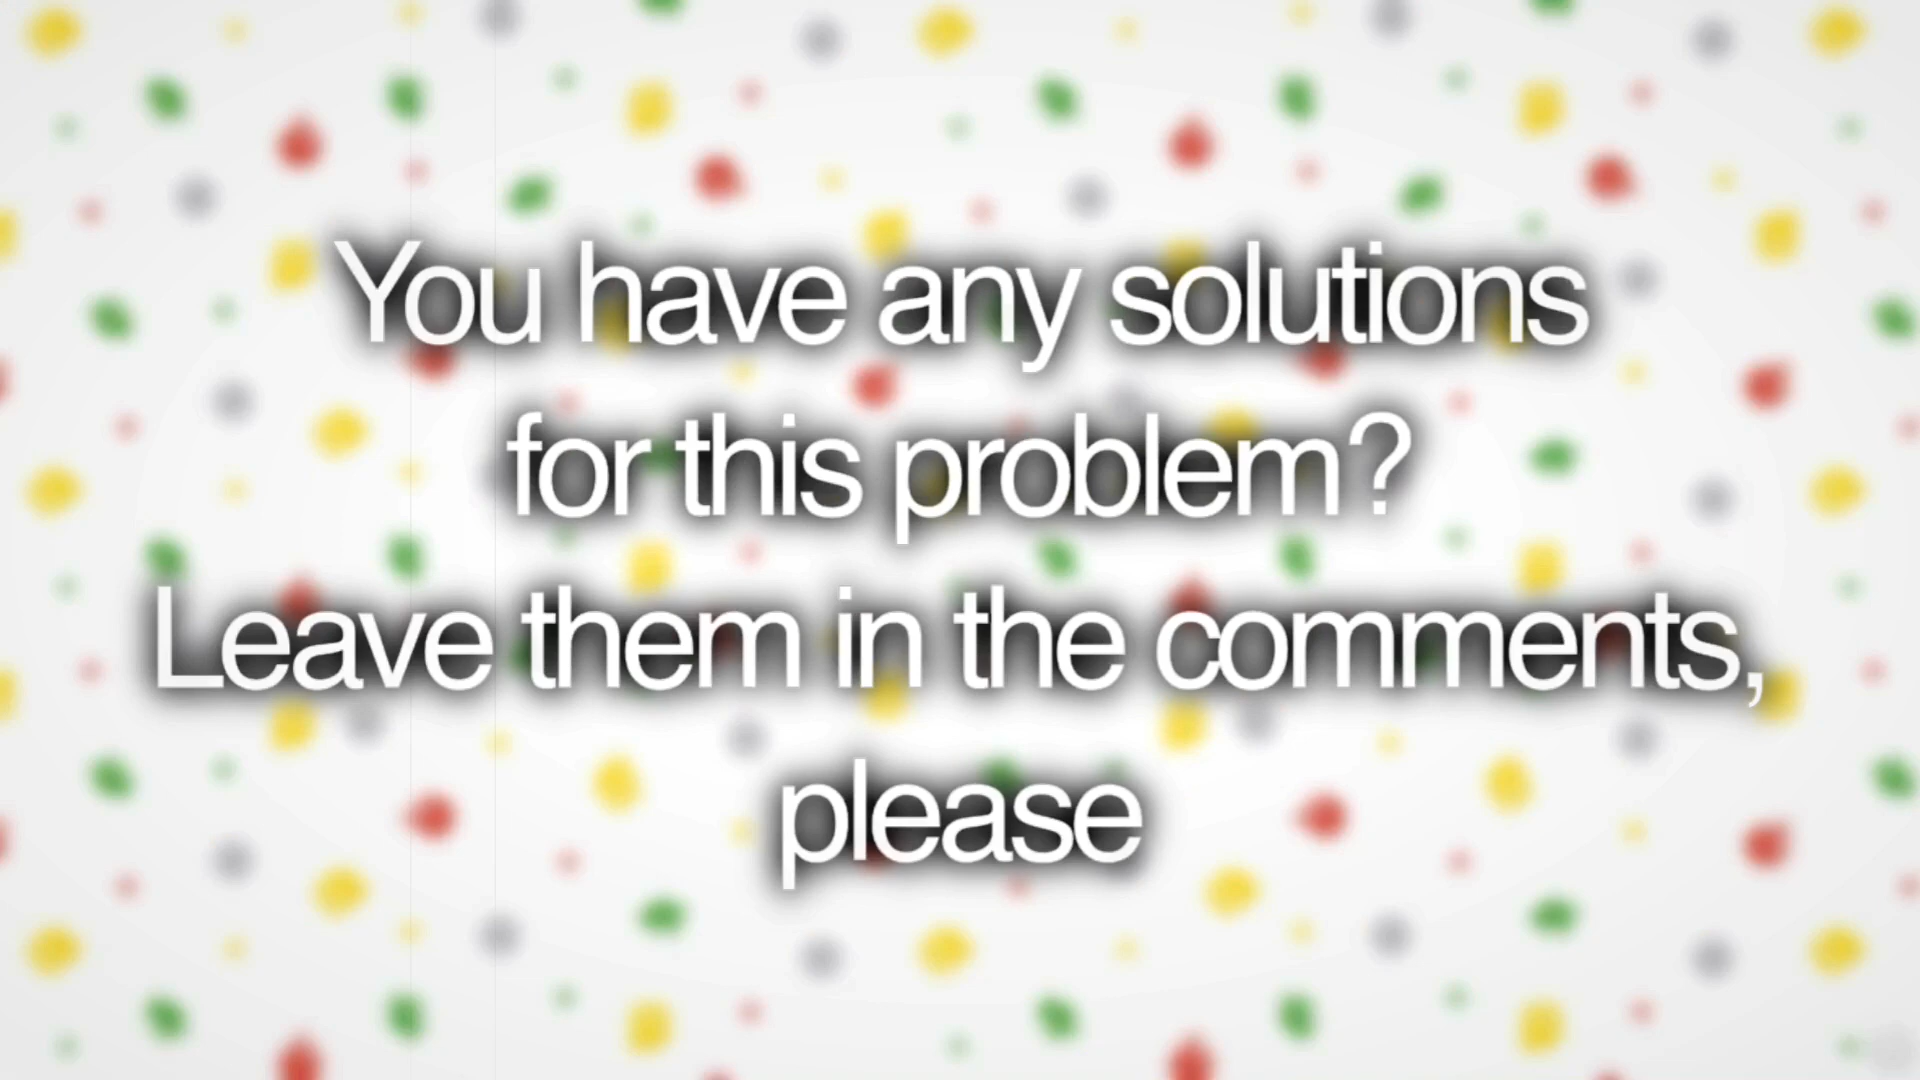 You have any solutions
for this problem?
Leave them in the comments,
please